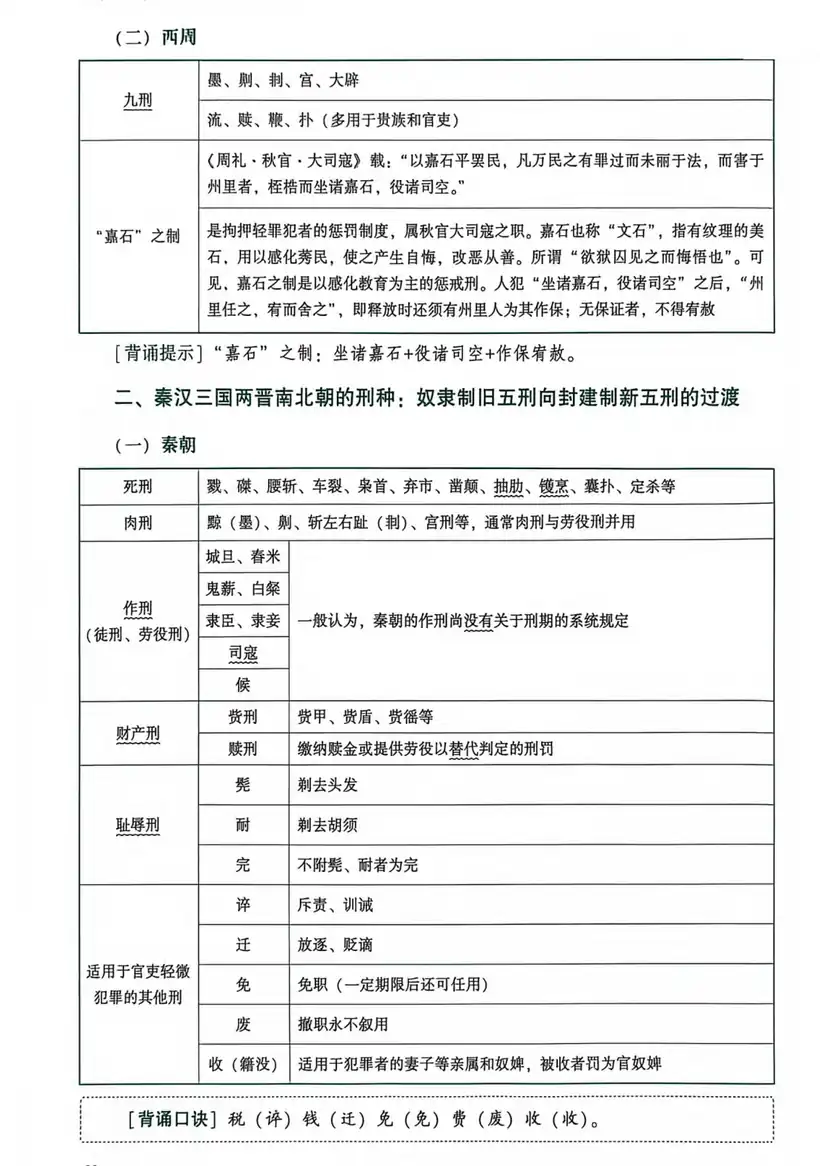 （二）西周
九刑
墨、劓、剕、宫、大辟
流、赎、鞭、扑（多用于贵族和官吏）
“嘉石”之制
《周礼·秋官·大司寇》载：“以嘉石平罢民，凡万民之有罪过而未丽于法，而害于
州里者，桎梏而坐诸嘉石，役诸司空。”
是拘押轻罪犯者的惩罚制度，属秋官大司寇之职。嘉石也称“文石”，指有纹理的美
石，用以感化莠民，使之产生自悔，改恶从善。所谓“欲狱囚见之而悔悟也”。可
见，嘉石之制是以感化教育为主的惩戒刑。人犯“坐诸嘉石，役诸司空”之后，“州
里任之，宥而舍之”，即释放时还须有州里人为其作保；无保证者，不得宥赦
［背诵提示］“嘉石”之制：坐诸嘉石+役诸司空+作保宥赦。
二、秦汉三国两晋南北朝的刑种：奴隶制旧五刑向封建制新五刑的过渡
（一）秦朝
死刑
戮、磔、腰斩、车裂、枭首、弃市、凿颠、抽肋、镬烹、囊扑、定杀等
肉刑
黥（墨）、劓、斩左右趾（剕）、宫刑等，通常肉刑与劳役刑并用
作刑
（徒刑、劳役刑）
城旦、舂米
鬼薪、白粲
隶臣、隶妾
司寇
候
一般认为，秦朝的作刑尚没有关于刑期的系统规定
财产刑
赀刑
赀甲、赀盾、赀徭等
赎刑
缴纳赎金或提供劳役以替代判定的刑罚
耻辱刑
髡
剃去头发
耐
剃去胡须
完
不附髡、耐者为完
适用于官吏轻微
犯罪的其他刑
谇
斥责、训诫
迁
放逐、贬谪
免
免职（一定期限后还可任用）
废
撤职永不叙用
收（籍没）
适用于犯罪者的妻子等亲属和奴婢，被收者罚为官奴婢
［背诵口诀］税（谇）钱（迁）免（免）费（废）收（收）。